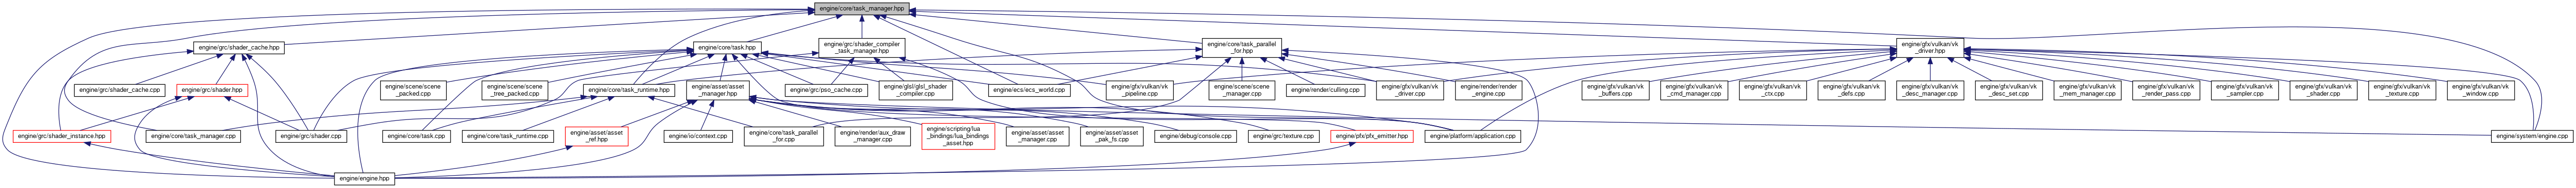 engine/core/task_manager.hpp
engine/grc/shader_cache.hpp
engine/core/task.hpp
engine/grc/shader_compiler
_task_manager.hpp
engine/core/task_parallel
_for.hpp
engine/gfx/vulkan/vk
_driver.hpp
engine/grc/shader_cache.cpp
engine/grc/shader.hpp
engine/scene/scene
_packed.cpp
engine/scene/scene
_tree_packed.cpp
engine/core/task_runtime.hpp
engine/asset/asset
_manager.hpp
engine/grc/pso_cache.cpp
engine/glsl/glsl_shader
_compiler.cpp
engine/ecs/ecs_world.cpp
engine/gfx/vulkan/vk
_pipeline.cpp
engine/scene/scene
_manager.cpp
engine/render/culling.cpp
engine/gfx/vulkan/vk
_driver.cpp
engine/render/render
_engine.cpp
engine/gfx/vulkan/vk
_buffers.cpp
engine/gfx/vulkan/vk
_cmd_manager.cpp
engine/gfx/vulkan/vk
_ctx.cpp
engine/gfx/vulkan/vk
_defs.cpp
engine/gfx/vulkan/vk
_desc_manager.cpp
engine/gfx/vulkan/vk
_desc_set.cpp
engine/gfx/vulkan/vk
_mem_manager.cpp
engine/gfx/vulkan/vk
_render_pass.cpp
engine/gfx/vulkan/vk
_sampler.cpp
engine/gfx/vulkan/vk
_shader.cpp
engine/gfx/vulkan/vk
_texture.cpp
engine/gfx/vulkan/vk
_window.cpp
engine/grc/shader_instance.hpp
engine/core/task_manager.cpp
engine/grc/shader.cpp
engine/core/task.cpp
engine/core/task_runtime.cpp
engine/asset/asset
_ref.hpp
engine/io/context.cpp
engine/core/task_parallel
_for.cpp
engine/render/aux_draw
_manager.cpp
engine/scripting/lua
_bindings/lua_bindings
_asset.hpp
engine/asset/asset
_manager.cpp
engine/asset/asset
_pak_fs.cpp
engine/debug/console.cpp
engine/grc/texture.cpp
engine/pfx/pfx_emitter.hpp
engine/platform/application.cpp
engine/system/engine.cpp
engine/engine.hpp